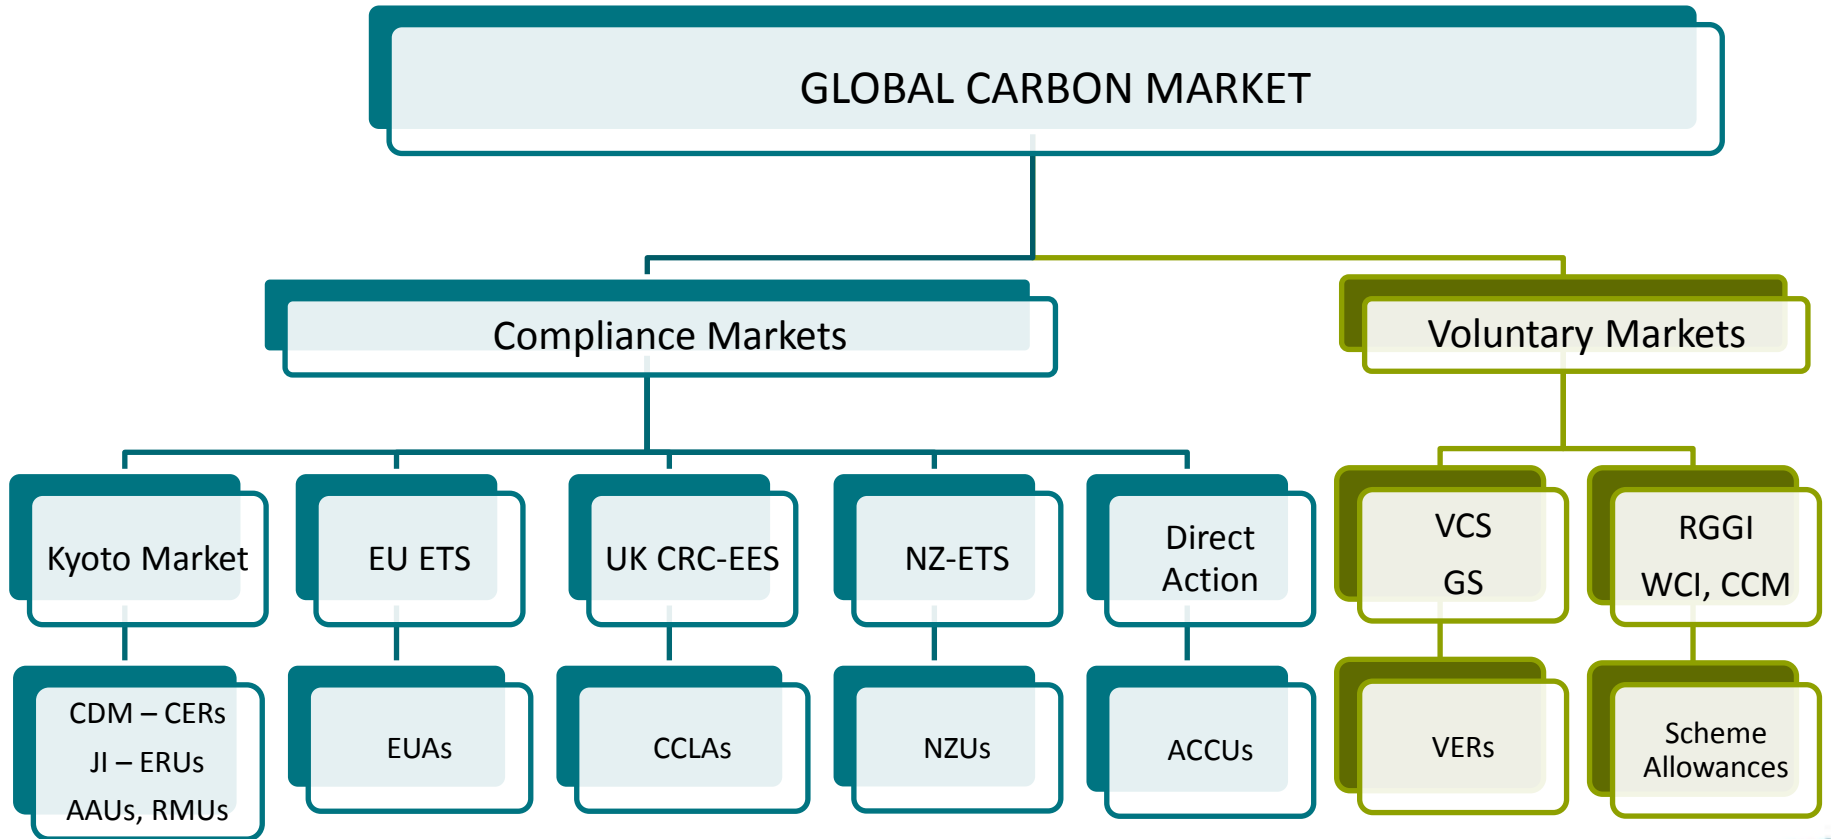 GLOBAL CARBON MARKET
Compliance Markets
Voluntary Markets
Kyoto Market
EU ETS
UK CRC-EES
NZ-ETS
Direct
Action
VCS
GS
RGGI
WCI, CCM
CDM – CERs
JI – ERUs
AAUs, RMUs
EUAs
CCLAs
NZUs
ACCUs
VERs
Scheme
Allowances